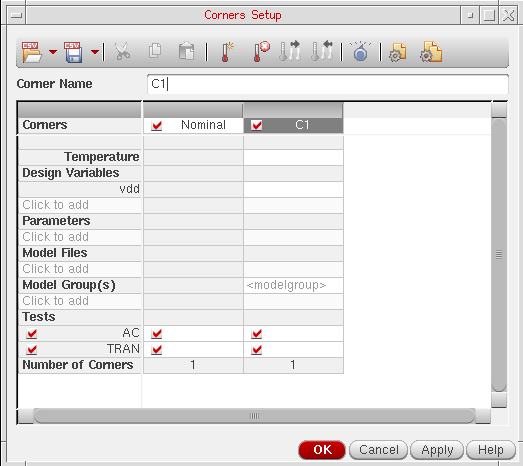 Corners Setup
CSV CSV
Corner Name C1
Corners Nominal C1
Temperature
Design Variables
vdd
Click to add
Parameters
Click to add
Model Files
Click to add
Model Group(s) <modelgroup>
Click to add
Tests
AC
TRAN
Number of Corners 1 1
OK Cancel Apply Help